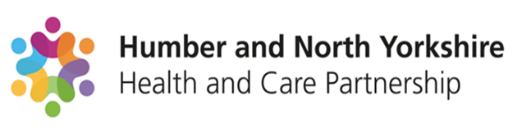 Humber and North Yorkshire
Health and Care Partnership